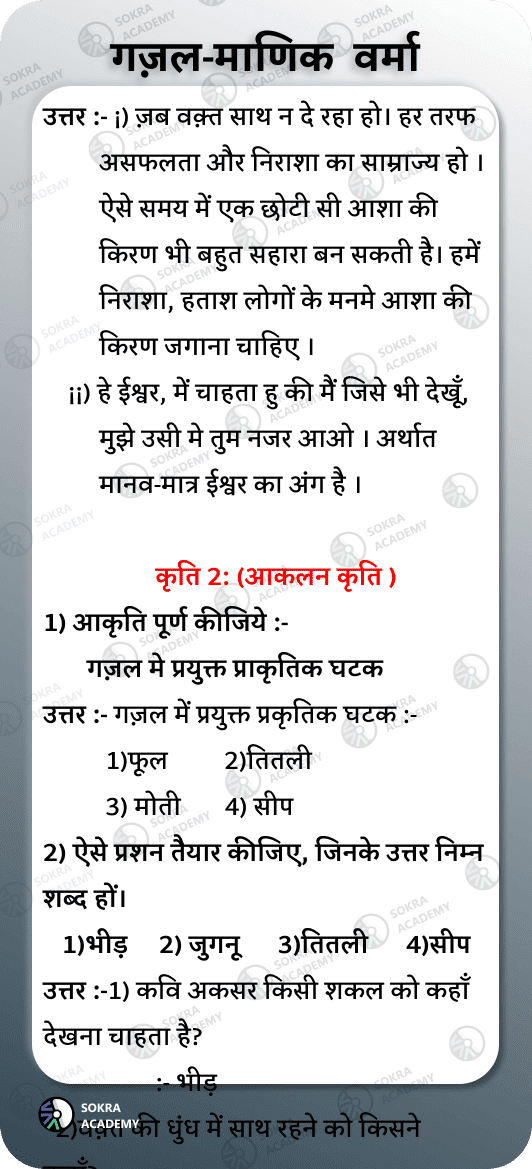 गज़ल-माणिक वर्मा
उत्तर :- i) ज़ब वक़्त साथ न दे रहा हो। हर तरफ
असफलता और निराशा का साम्राज्य हो ।
ऐसे समय में एक छोटी सी आशा की
किरण भी बहुत सहारा बन सकती है। हमें
निराशा, हताश लोगों के मनमे आशा की
किरण जगाना चाहिए ।
ii) हे ईश्वर, में चाहता हु की मैं जिसे भी देखूँ,
मुझे उसी मे तुम नजर आओ । अर्थात
मानव-मात्र ईश्वर का अंग है ।
कृति 2: (आकलन कृति )
1) आकृति पूर्ण कीजिये :-
गज़ल मे प्रयुक्त प्राकृतिक घटक
उत्तर :- गज़ल में प्रयुक्त प्रकृतिक घटक :-
1)फूल 2)तितली
3) मोती 4) सीप
2) ऐसे प्रशन तैयार कीजिए, जिनके उत्तर निम्न
शब्द हों।
1)भीड़ 2) जुगनू 3)तितली 4)सीप
उत्तर :-1) कवि अकसर किसी शकल को कहाँ
देखना चाहता है?
:- भीड़
2)वक़्त की धुंध में साथ रहने को किसने
SOKRA
ACADEMY